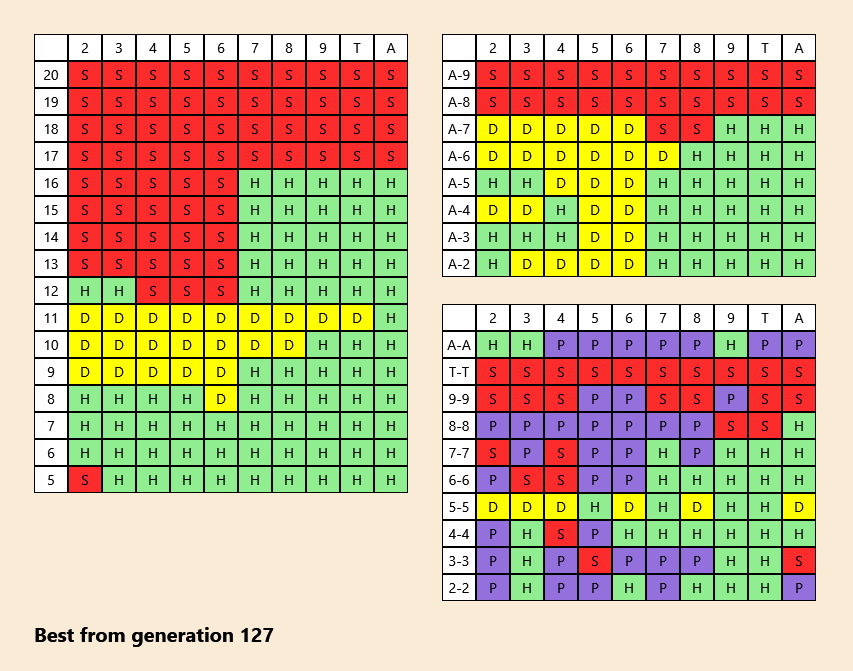 2 3 4 5 6 7 8 9 T A
20 S S S S S S S S S S
19 S S S S S S S S S S
18 S S S S S S S S S S
17 S S S S S S S S S S
16 S S S S S H H H H H
15 S S S S S H H H H H
14 S S S S S H H H H H
13 S S S S S H H H H H
12 H H S S S H H H H H
11 D D D D D D D D D H
10 D D D D D D D H H H
9 D D D D D H H H H H
8 H H H H D H H H H H
7 H H H H H H H H H H
6 H H H H H H H H H H
5 S H H H H H H H H H
2 3 4 5 6 7 8 9 T A
A-9 S S S S S S S S S S
A-8 S S S S S S S S S S
A-7 D D D D D S S H H H
A-6 D D D D D D H H H H
A-5 H H D D D H H H H H
A-4 D D H D D H H H H H
A-3 H H H D D H H H H H
A-2 H D D D D H H H H H
2 3 4 5 6 7 8 9 T A
A-A H H P P P P P H P P
T-T S S S S S S S S S S
9-9 S S S P P S S P S S
8-8 P P P P P P P S S H
7-7 S P S P P H P H H H
6-6 P S S P P H H H H H
5-5 D D D H D H D H H D
4-4 P H S P H H H H H H
3-3 P H P S P P P H H S
2-2 P H P P H P H H H P
Best from generation 127